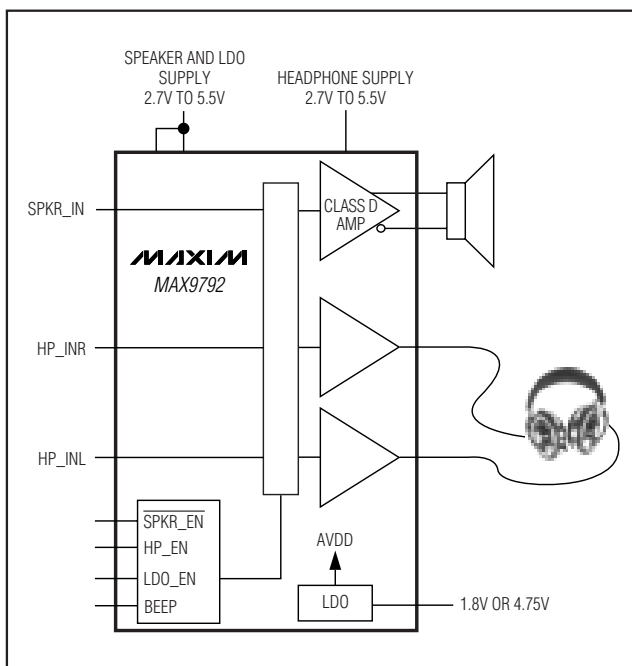 SPEAKER AND LDO
SUPPLY
2.7V TO 5.5V
HEADPHONE SUPPLY
2.7V TO 5.5V
SPKR_IN
CLASS D
AMP
MAXIM
MAX9792
HP_INR
HP_INL
SPKR_EN
HP_EN
LDO_EN
BEEP
AVDD
LDO
1.8V OR 4.75V